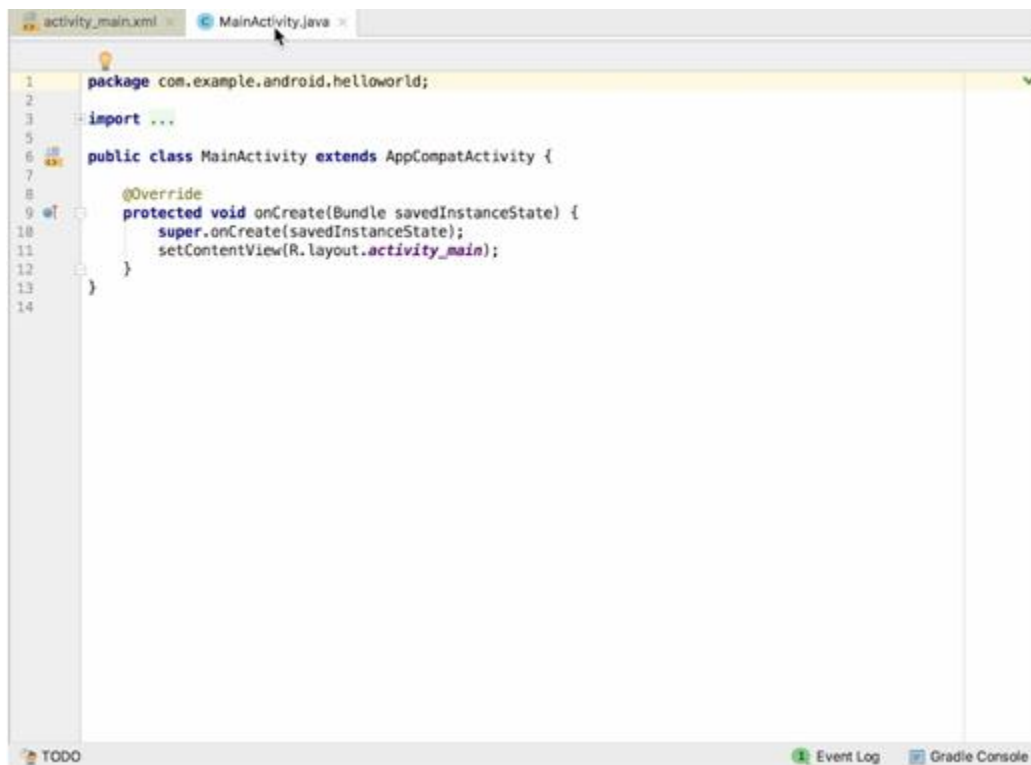 activity_main.xml MainActivity.java
1 package com.example.android.helloworld;
2
3 import ...
5
6 public class MainActivity extends AppCompatActivity {
7
8     @Override
9     protected void onCreate(Bundle savedInstanceState) {
10         super.onCreate(savedInstanceState);
11         setContentView(R.layout.activity_main);
12     }
13 }
14
TODO 1 Event Log Gradle Console